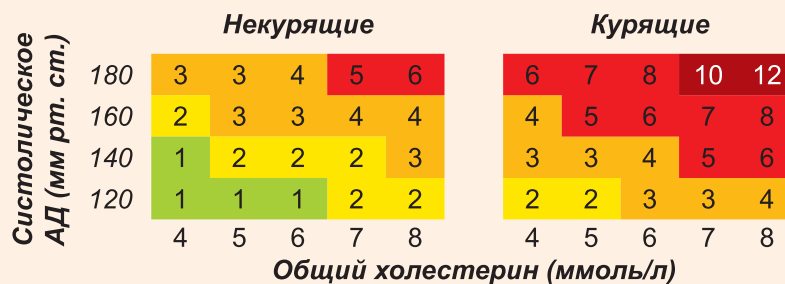 Некурящие Курящие
Систолическое
АД (мм рт. ст.)
180 3 3 4 5 6 6 7 8 10 12
160 2 3 3 4 4 4 5 6 7 8
140 1 2 2 2 3 3 3 4 5 6
120 1 1 1 2 2 2 2 3 3 4
4 5 6 7 8 4 5 6 7 8
Общий холестерин (ммоль/л)